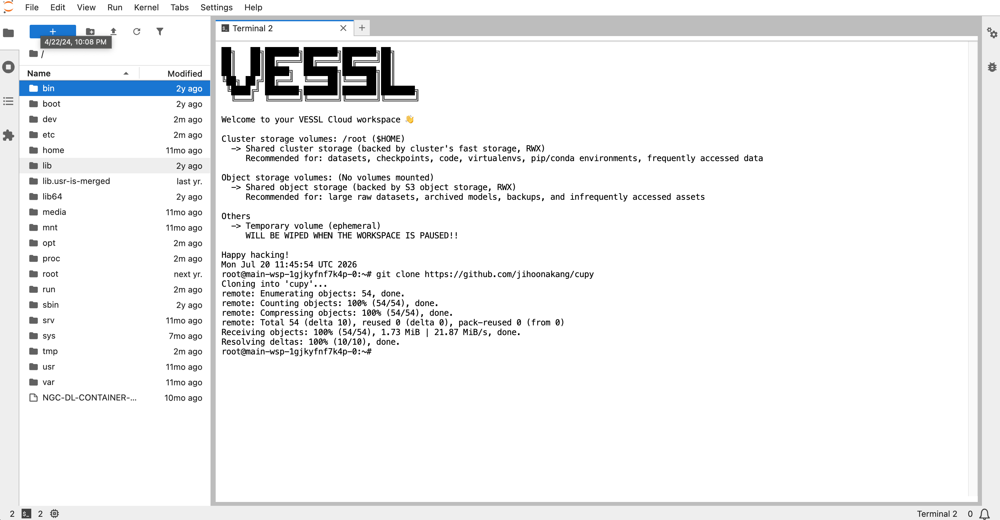 File Edit View Run Kernel Tabs Settings Help
4/22/24, 10:08 PM
/
Name Modified
bin 2y ago
boot 2y ago
dev 2m ago
etc 2m ago
home 11mo ago
lib 2y ago
lib.usr-is-merged last yr.
lib64 2y ago
media 11mo ago
mnt 11mo ago
opt 2m ago
proc 2m ago
root next yr.
run 2m ago
sbin 2y ago
srv 11mo ago
sys 7mo ago
tmp 2m ago
usr 11mo ago
var 11mo ago
NGC-DL-CONTAINER-... 10mo ago
$_ Terminal 2
VESSL
Welcome to your VESSL Cloud workspace 👋
Cluster storage volumes: /root ($HOME)
—> Shared cluster storage (backed by cluster's fast storage, RWX)
Recommended for: datasets, checkpoints, code, virtualenvs, pip/conda environments, frequently accessed data
Object storage volumes: (No volumes mounted)
—> Shared object storage (backed by S3 object storage, RWX)
Recommended for: large raw datasets, archived models, backups, and infrequently accessed assets
Others
—> Temporary volume (ephemeral)
WILL BE WIPED WHEN THE WORKSPACE IS PAUSED!!
Happy hacking!
Mon Jul 20 11:45:54 UTC 2026
root@main-wsp-1gjkyfnf7k4p-0:~# git clone https://github.com/jihoonakang/cupy
Cloning into 'cupy'...
remote: Enumerating objects: 54, done.
remote: Counting objects: 100% (54/54), done.
remote: Compressing objects: 100% (54/54), done.
remote: Total 54 (delta 10), reused 0 (delta 0), pack-reused 0 (from 0)
Receiving objects: 100% (54/54), 1.73 MiB | 21.87 MiB/s, done.
Resolving deltas: 100% (10/10), done.
root@main-wsp-1gjkyfnf7k4p-0:~#
2 $_ 2
Terminal 2 0